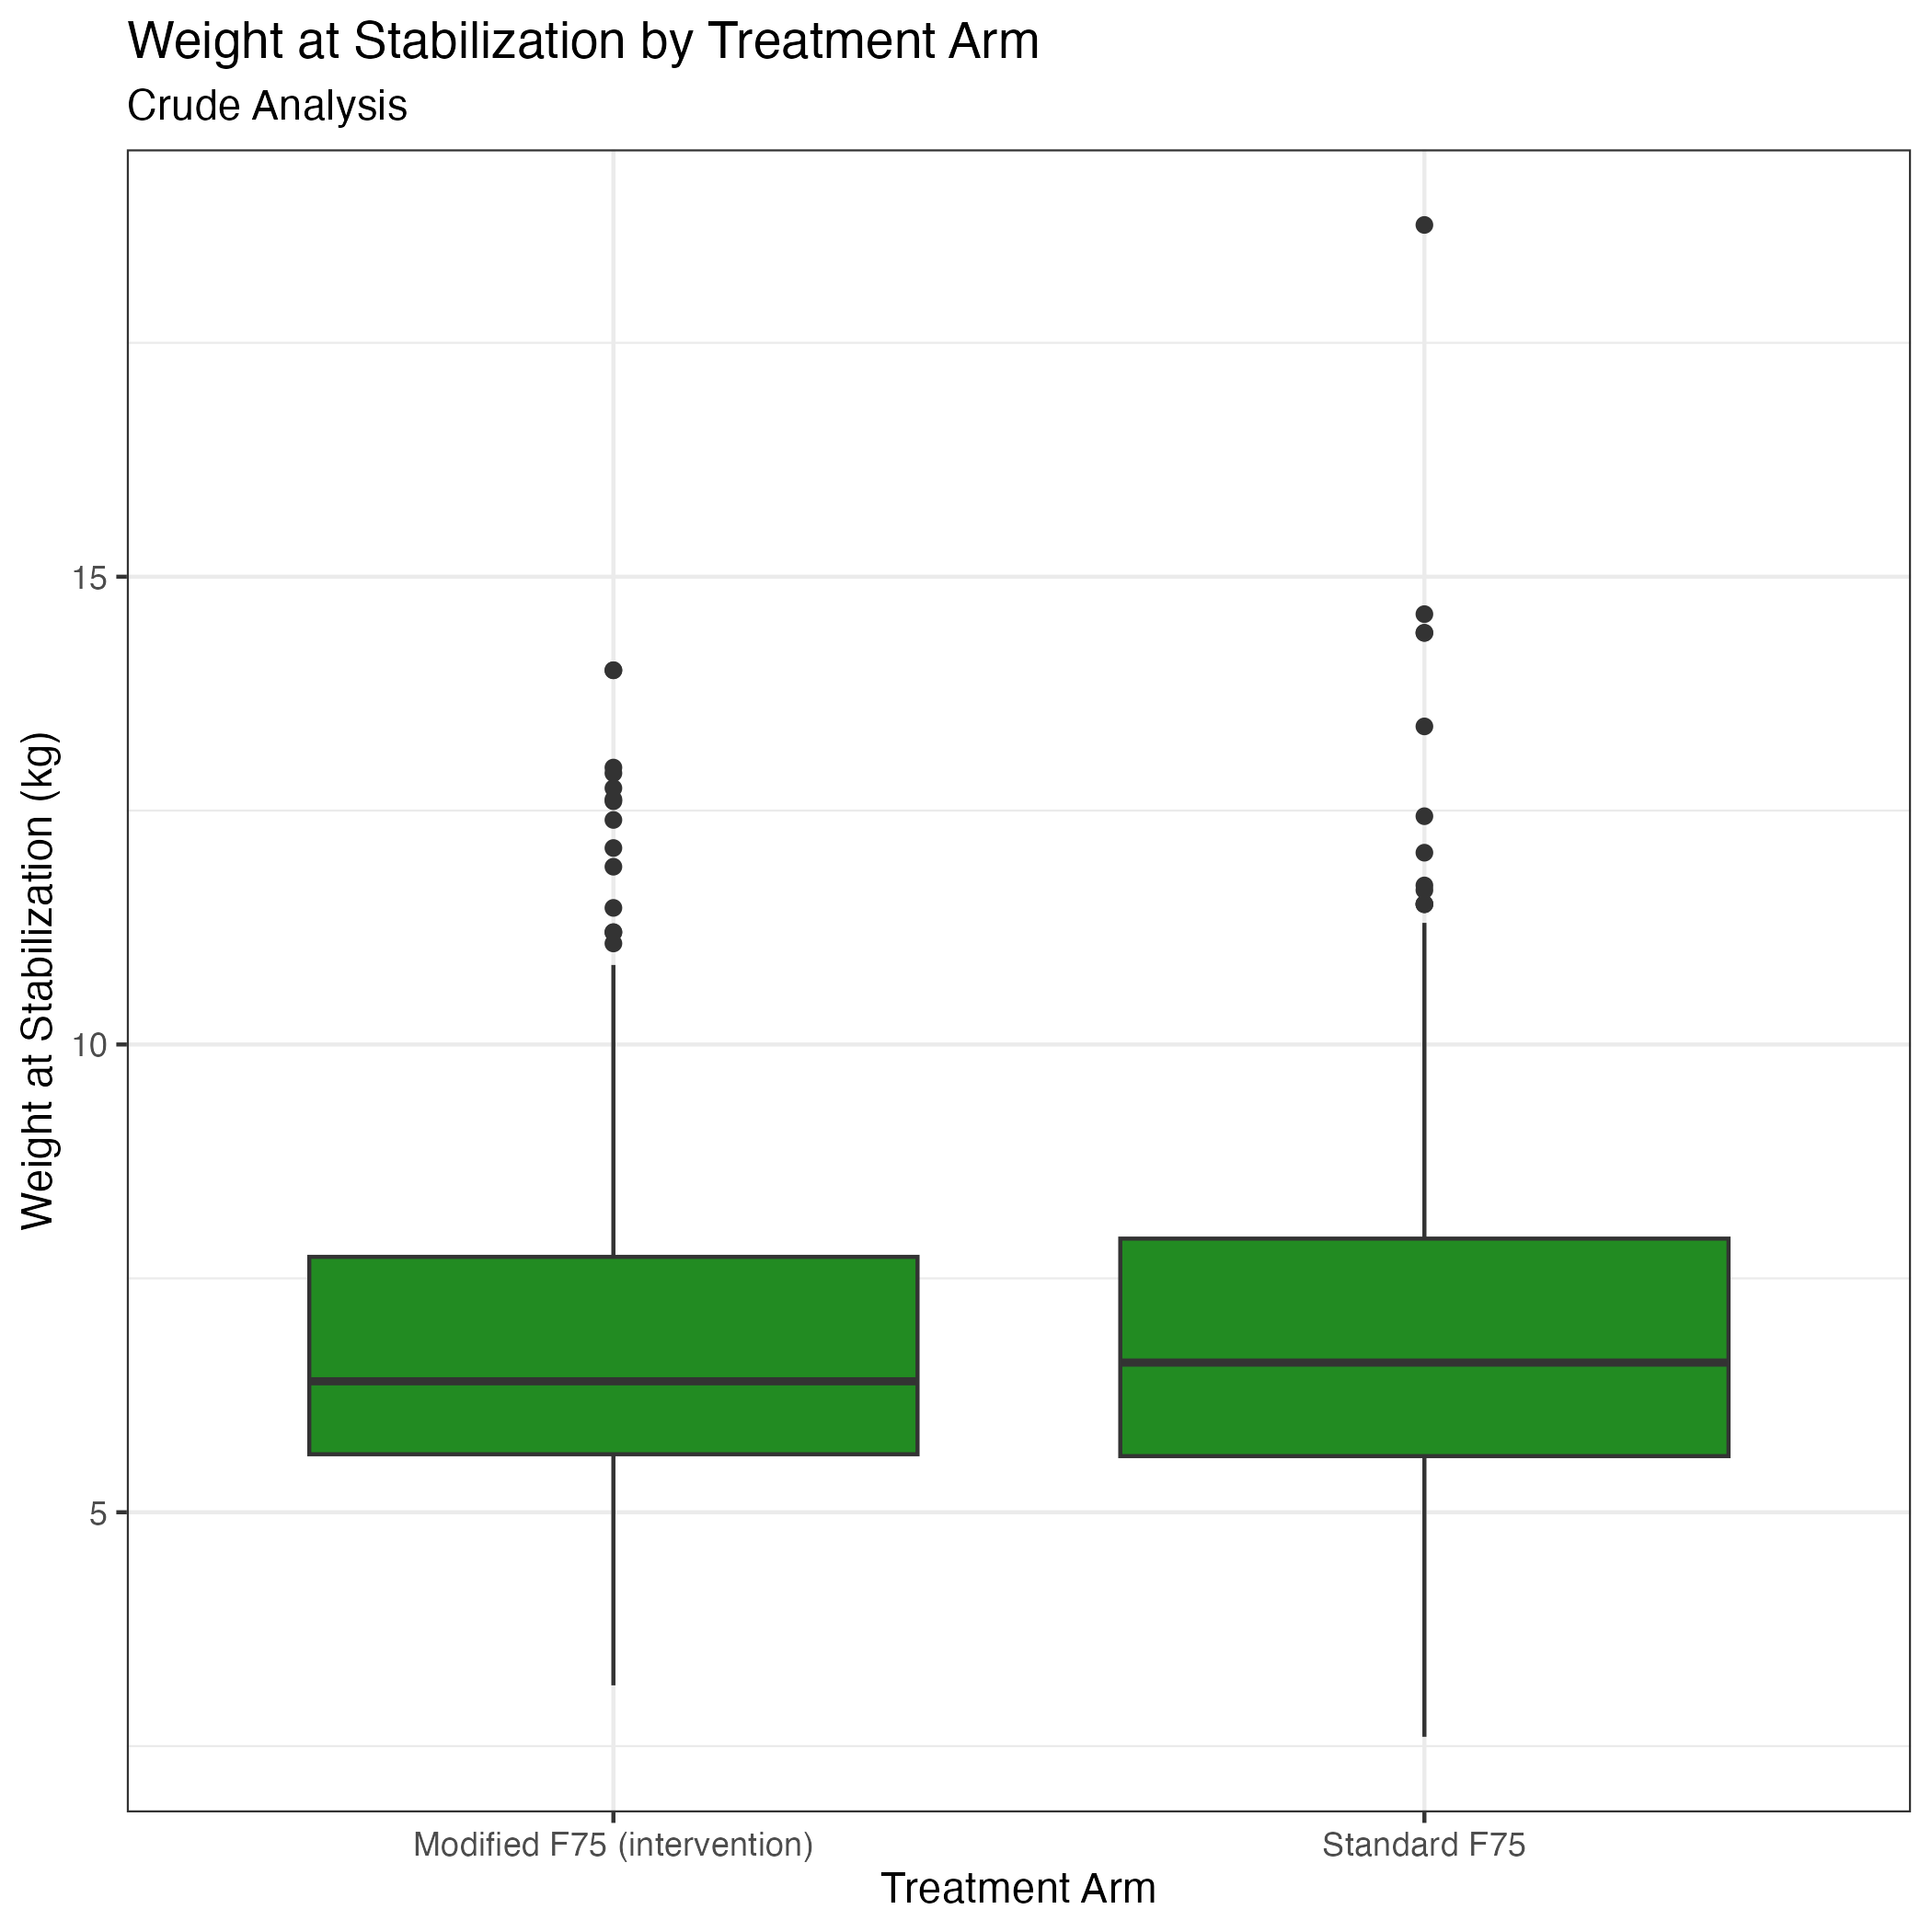 Weight at Stabilization by Treatment Arm
Crude Analysis
Weight at Stabilization (kg)
15
10
5
Modified F75 (intervention)
Standard F75
Treatment Arm